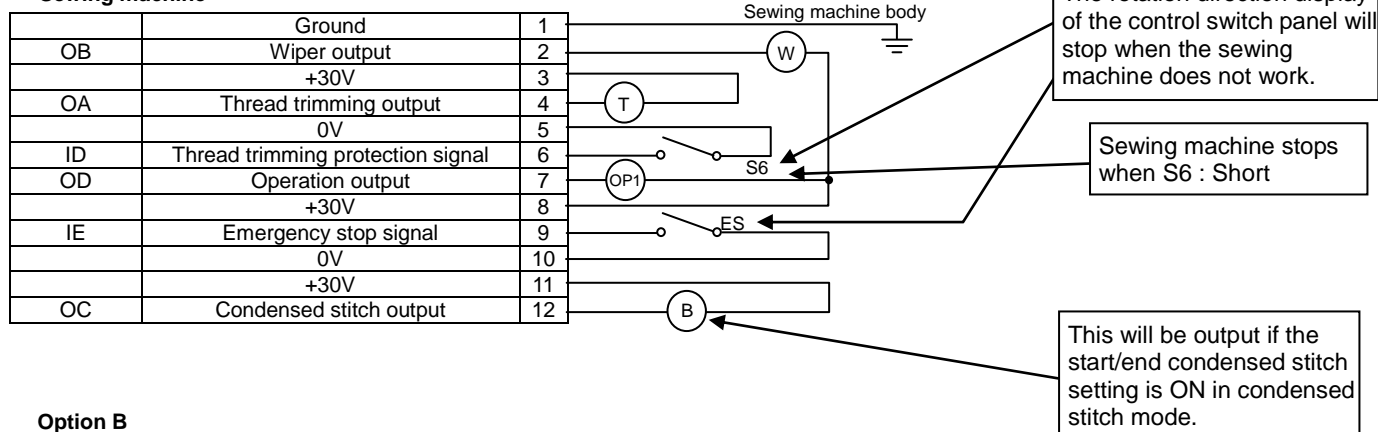 Sewing machine
Ground 1
OB Wiper output 2
+30V 3
OA Thread trimming output 4
0V 5
ID Thread trimming protection signal 6
OD Operation output 7
+30V 8
IE Emergency stop signal 9
0V 10
+30V 11
OC Condensed stitch output 12
Sewing machine body
W
T
S6
OP1
ES
B
The rotation direction display
of the control switch panel will
stop when the sewing
machine does not work.
Sewing machine stops
when S6 : Short
This will be output if the
start/end condensed stitch
setting is ON in condensed
stitch mode.
Option B